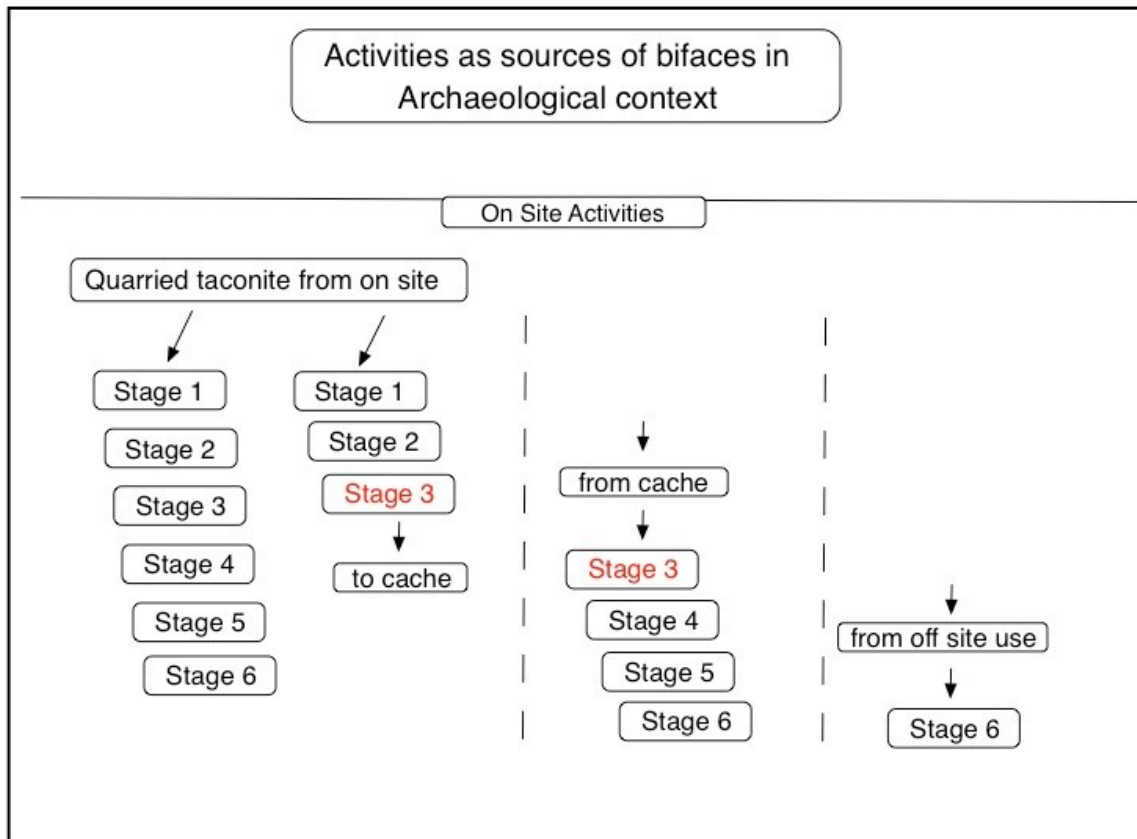 Activities as sources of bifaces in
Archaeological context
On Site Activities
Quarried taconite from on site
Stage 1
Stage 2
Stage 3
Stage 4
Stage 5
Stage 6
Stage 1
Stage 2
Stage 3
to cache
from cache
Stage 3
Stage 4
Stage 5
Stage 6
from off site use
Stage 6